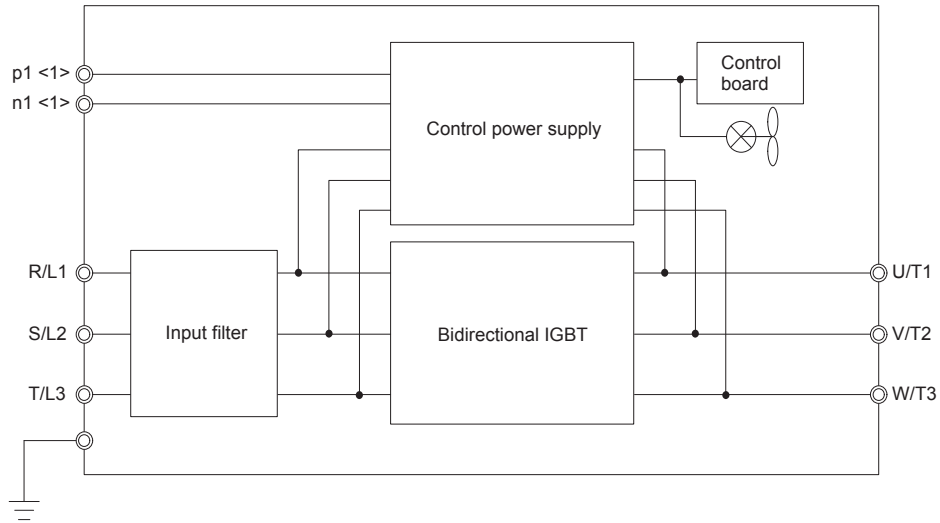 p1 <1>
n1 <1>
Control power supply
Control
board
R/L1
S/L2
T/L3
Input filter
Bidirectional IGBT
U/T1
V/T2
W/T3